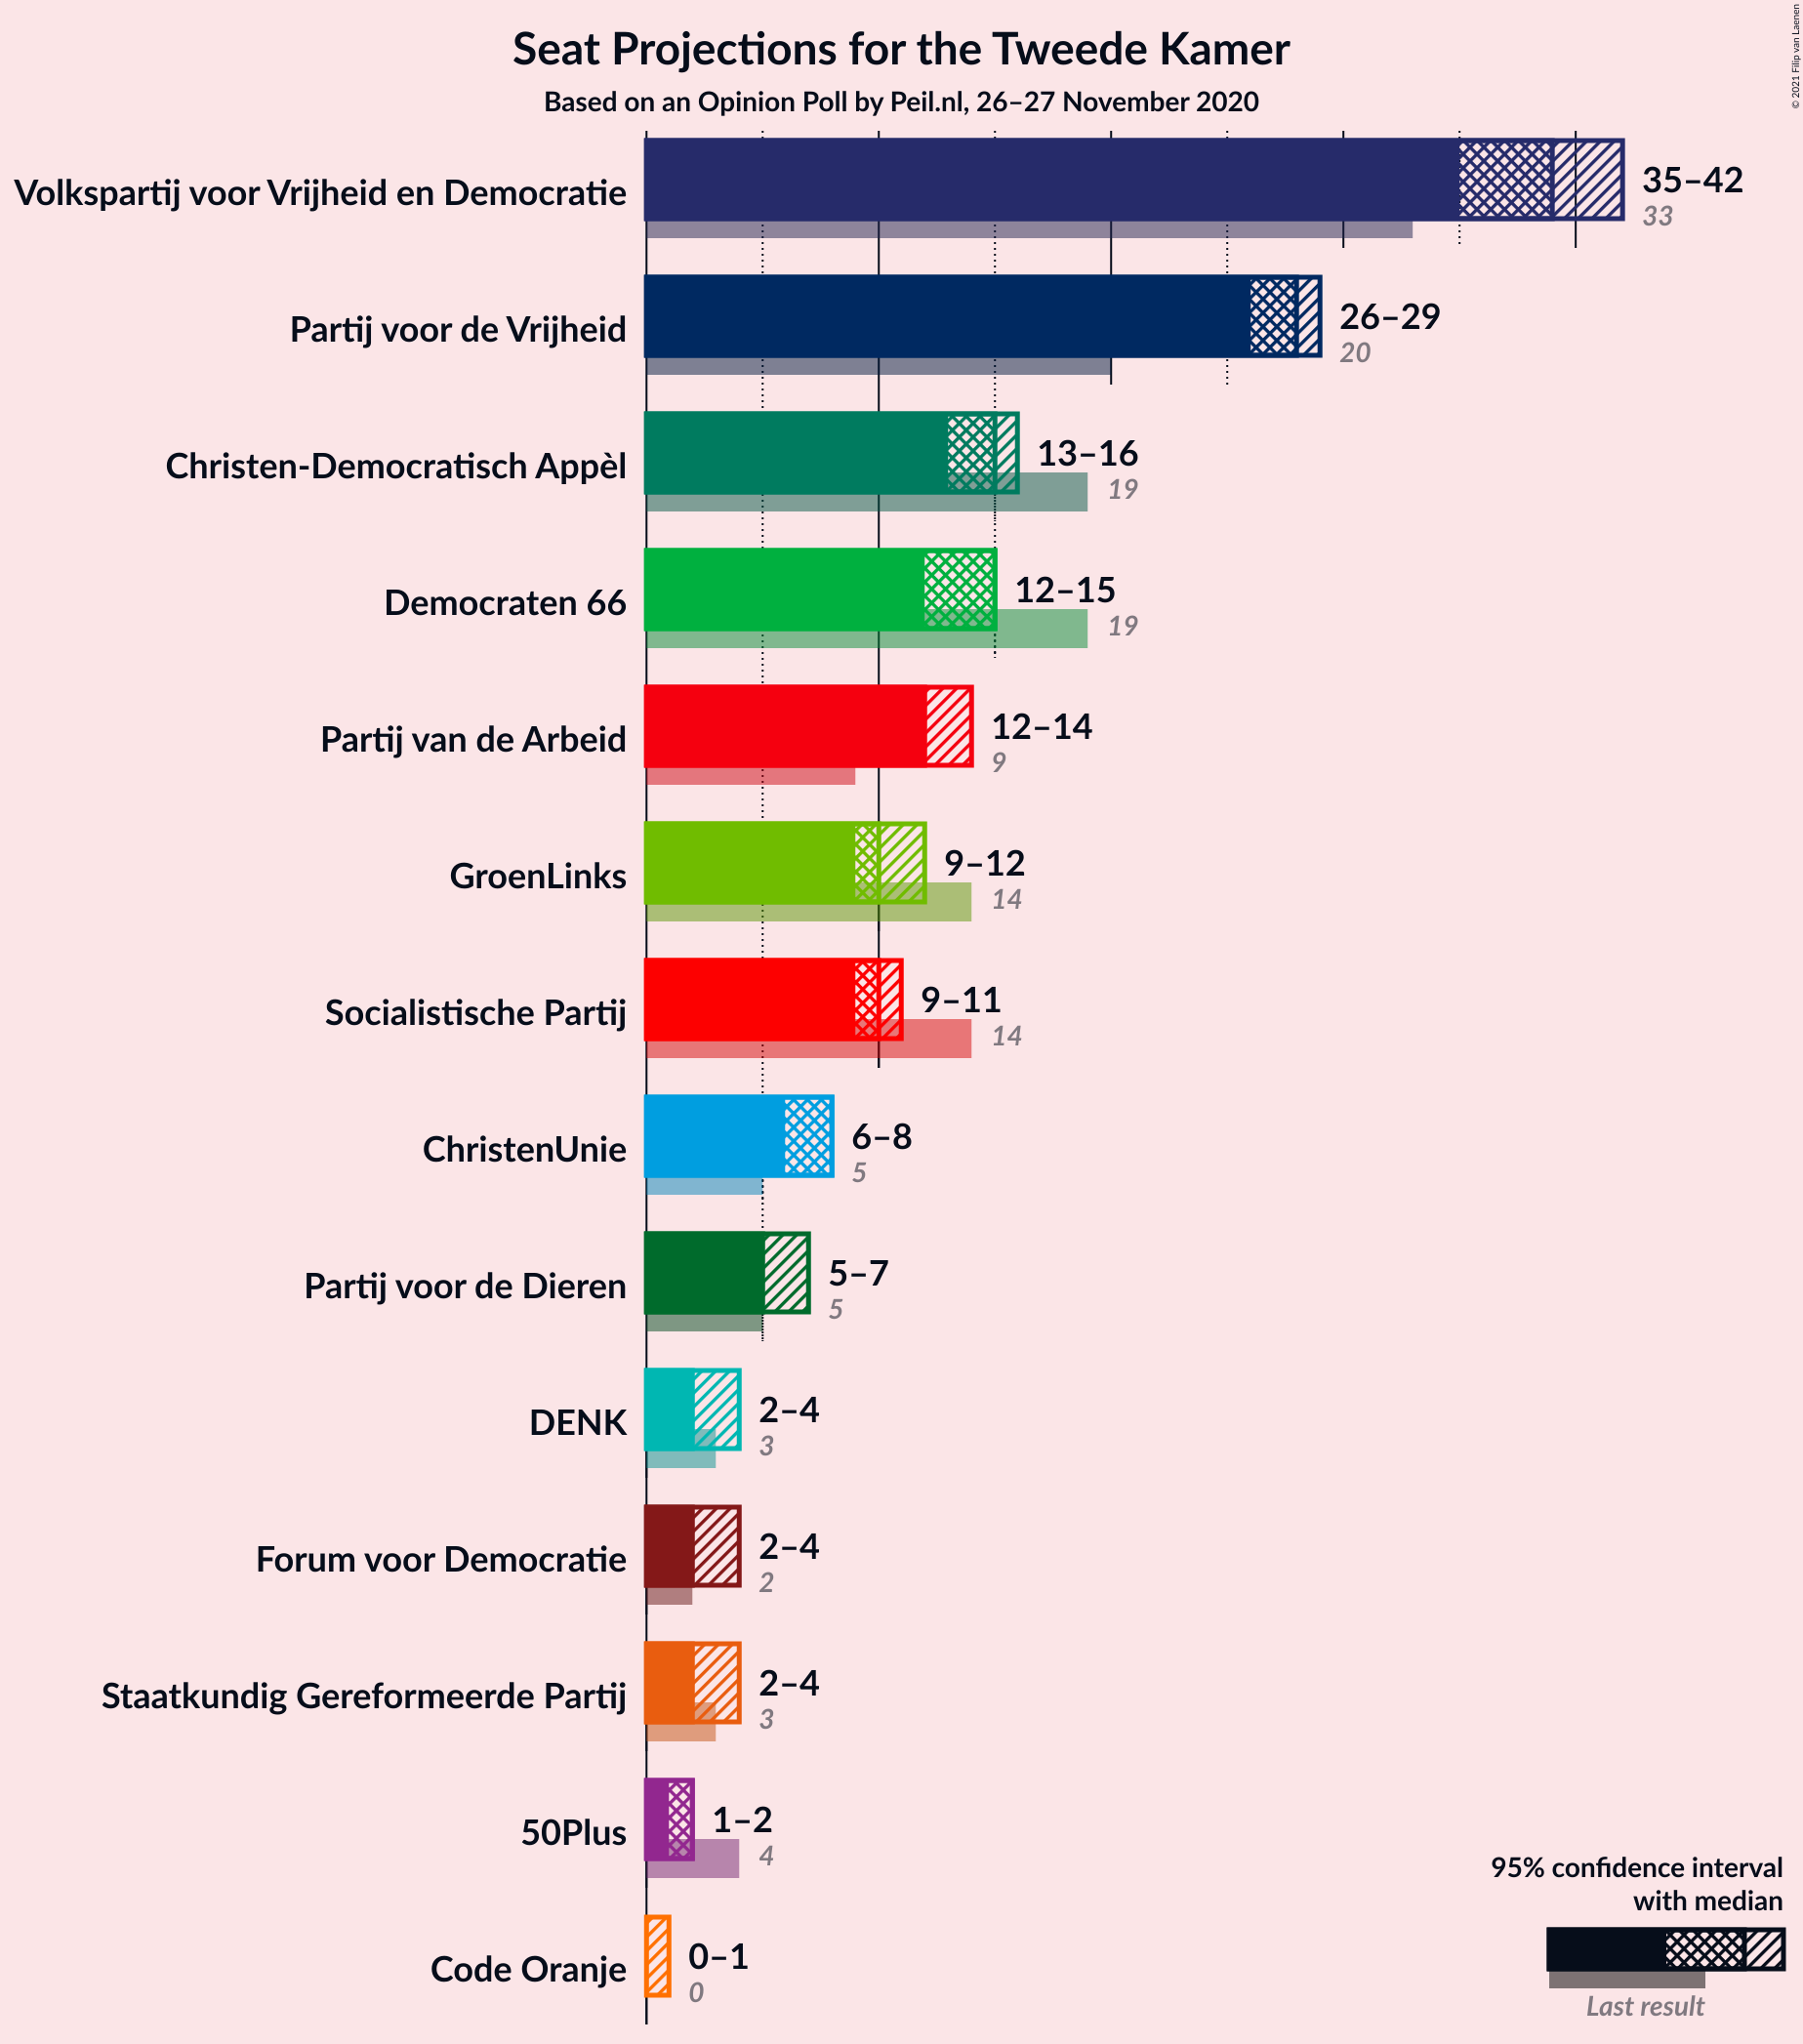 Seat Projections for the Tweede Kamer
Based on an Opinion Poll by Peil.nl, 26–27 November 2020
© 2021 Filip van Laenen
Volkspartij voor Vrijheid en Democratie
35–42
33
Partij voor de Vrijheid
26–29
20
Christen-Democratisch Appèl
13–16
19
Democraten 66
12–15
19
Partij van de Arbeid
12–14
9
GroenLinks
9–12
14
Socialistische Partij
9–11
14
ChristenUnie
6–8
5
Partij voor de Dieren
5–7
5
DENK
2–4
3
Forum voor Democratie
2–4
2
Staatkundig Gereformeerde Partij
2–4
3
50Plus
1–2
4
Code Oranje
0–1
0
95% confidence interval
with median
Last result